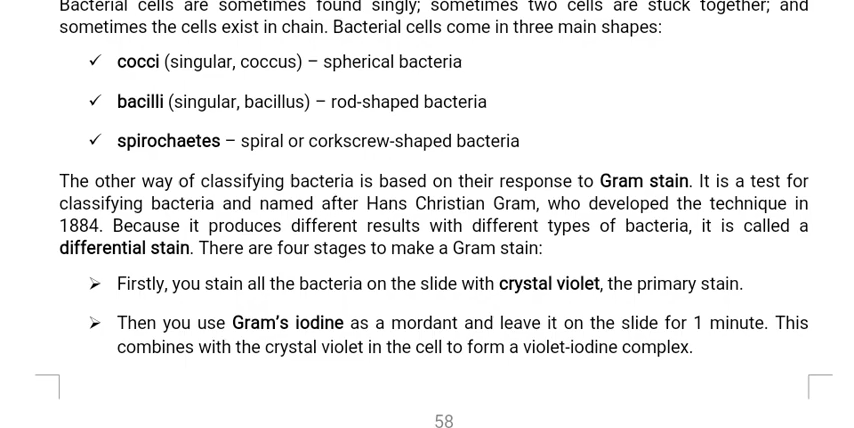 Bacterial cells are sometimes found singly; sometimes two cells are stuck together; and
sometimes the cells exist in chain. Bacterial cells come in three main shapes:
✓ cocci (singular, coccus) – spherical bacteria
✓ bacilli (singular, bacillus) – rod-shaped bacteria
✓ spirochaetes – spiral or corkscrew-shaped bacteria
The other way of classifying bacteria is based on their response to Gram stain. It is a test for
classifying bacteria and named after Hans Christian Gram, who developed the technique in
1884. Because it produces different results with different types of bacteria, it is called a
differential stain. There are four stages to make a Gram stain:
➢ Firstly, you stain all the bacteria on the slide with crystal violet, the primary stain.
➢ Then you use Gram’s iodine as a mordant and leave it on the slide for 1 minute. This
combines with the crystal violet in the cell to form a violet-iodine complex.
58